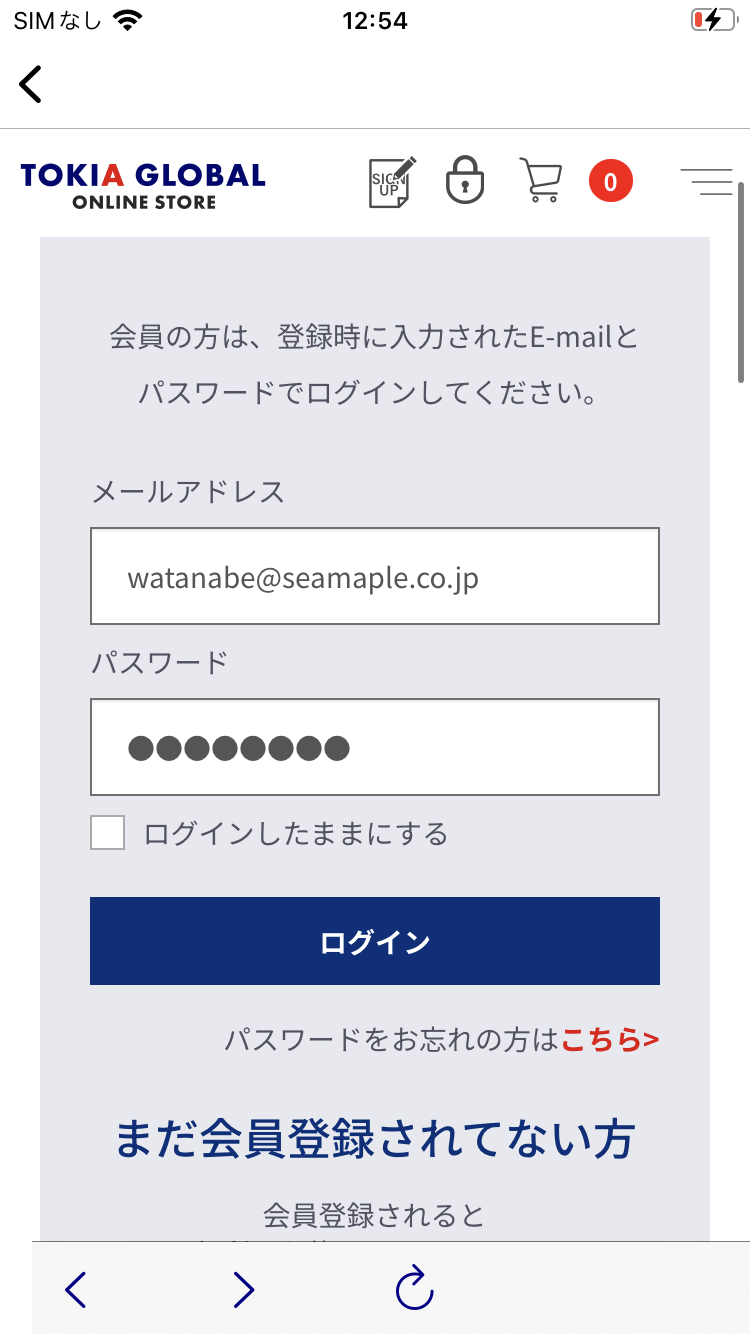 SIMなし 12:54
TOKIA GLOBAL
ONLINE STORE
SIGN
UP
0
会員の方は、登録時に入力されたE-mailと
パスワードでログインしてください。
メールアドレス
watanabe@seamaple.co.jp
パスワード
●●●●●●●●
ログインしたままにする
ログイン
パスワードをお忘れの方はこちら>
まだ会員登録されてない方
会員登録されると